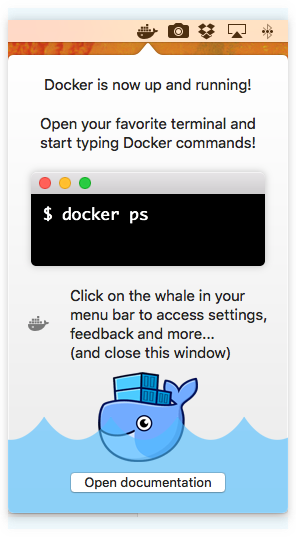 Docker is now up and running!
Open your favorite terminal and
start typing Docker commands!
$ docker ps
Click on the whale in your
menu bar to access settings,
feedback and more...
(and close this window)
Open documentation